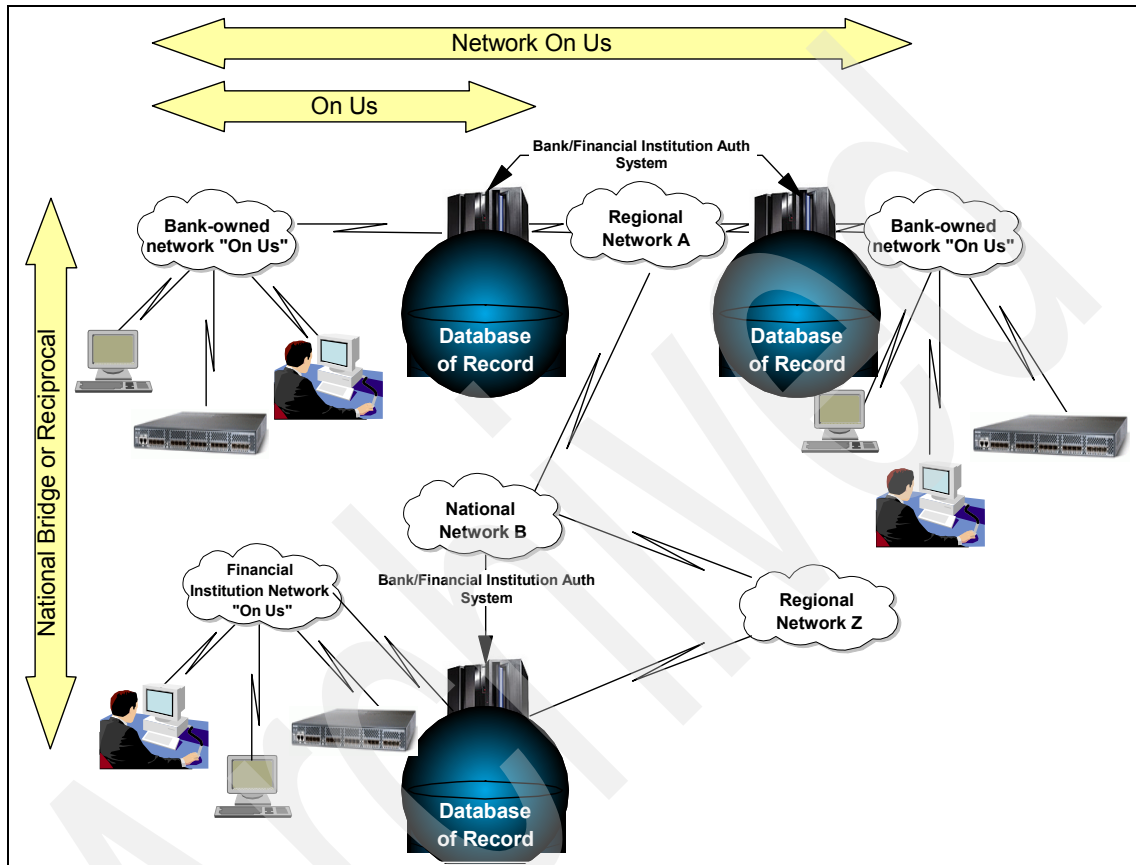 Network On Us
On Us
Bank/Financial Institution Auth
System
Bank-owned
network "On Us"
Regional
Network A
Bank-owned
network "On Us"
Database
of Record
Database
of Record
National Bridge or Reciprocal
National
Network B
Financial
Institution Network
"On Us"
Bank/Financial Institution Auth
System
Regional
Network Z
Database
of Record
Archived